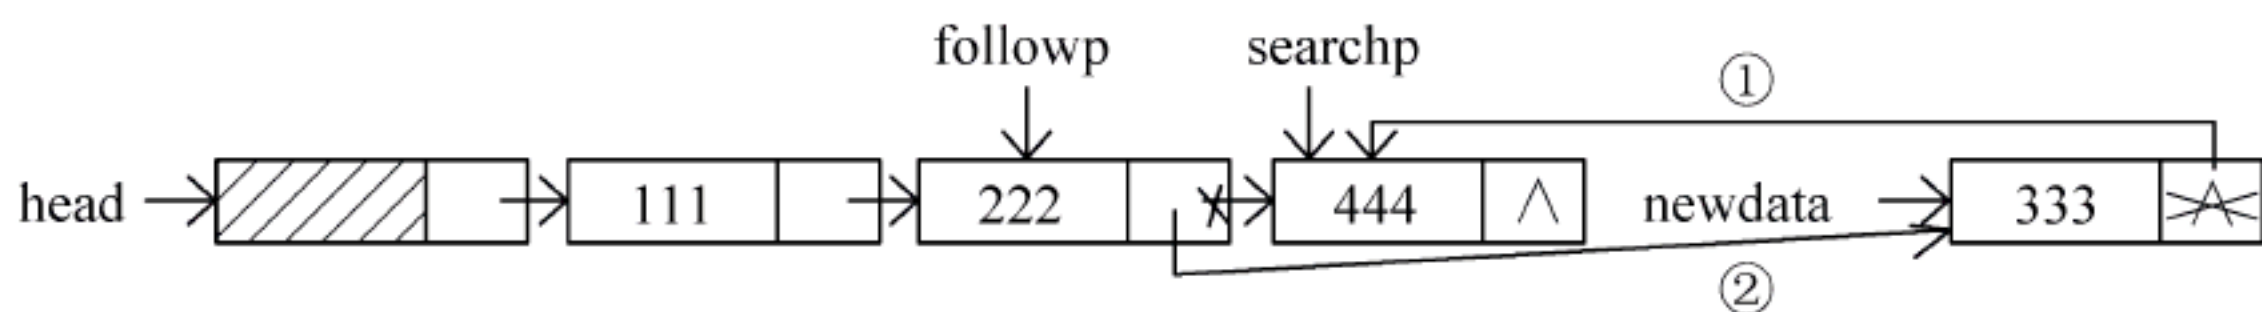 followp searchp ①
head 111 222 444 ∧ newdata 333 ∧
②